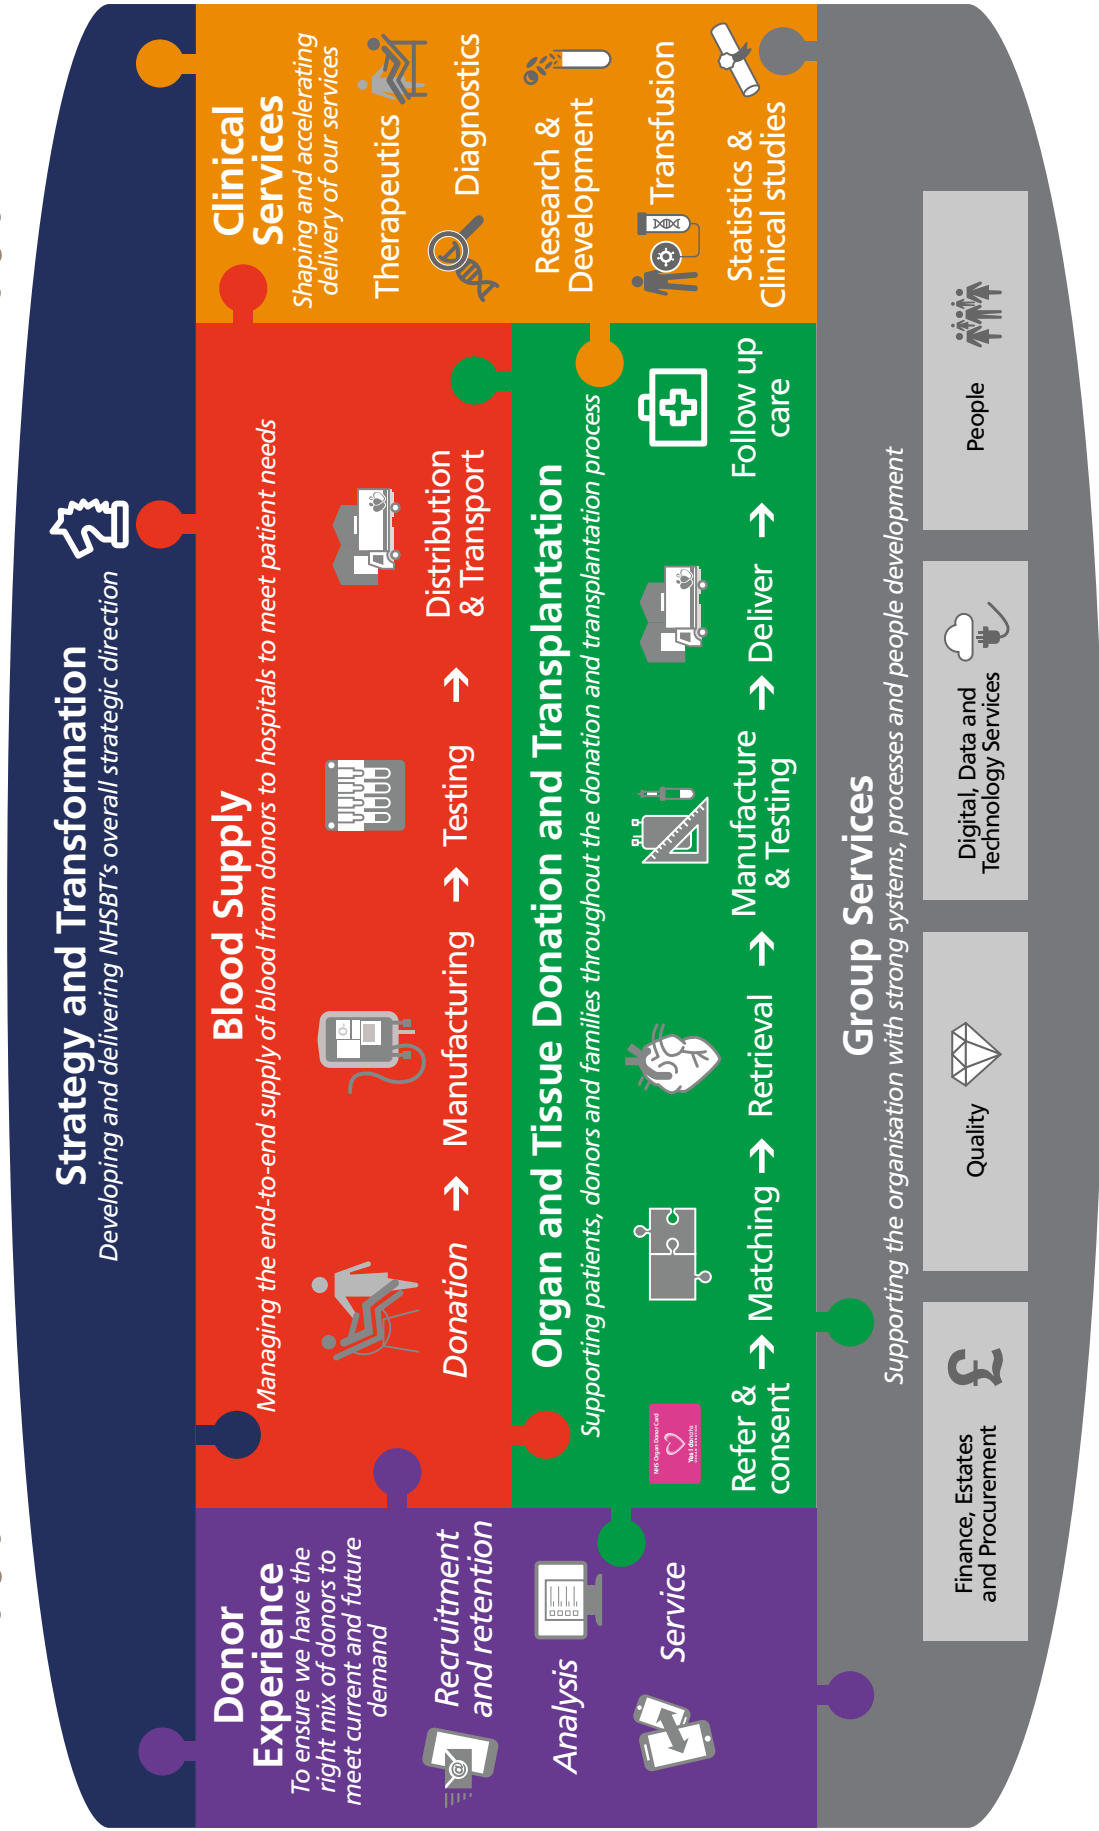 Strategy and Transformation
Developing and delivering NHSBT's overall strategic direction
Donor
Experience
To ensure we have the
right mix of donors to
meet current and future
demand
Recruitment
and retention
@
Analysis
Service
Blood Supply
Managing the end-to-end supply of blood from donors to hospitals to meet patient needs
Donation → Manufacturing → Testing → Distribution
& Transport
Organ and Tissue Donation and Transplantation
Supporting patients, donors and families throughout the donation and transplantation process
NHS Organ Donor Card
Yes I donate
Refer &
consent → Matching → Retrieval → Manufacture
& Testing → Deliver → Follow up
care
Clinical
Services
Shaping and accelerating
delivery of our services
Therapeutics
Diagnostics
Research &
Development
Transfusion
Statistics &
Clinical studies
Group Services
Supporting the organisation with strong systems, processes and people development
Finance, Estates
and Procurement
£
Quality
Digital, Data and
Technology Services
People